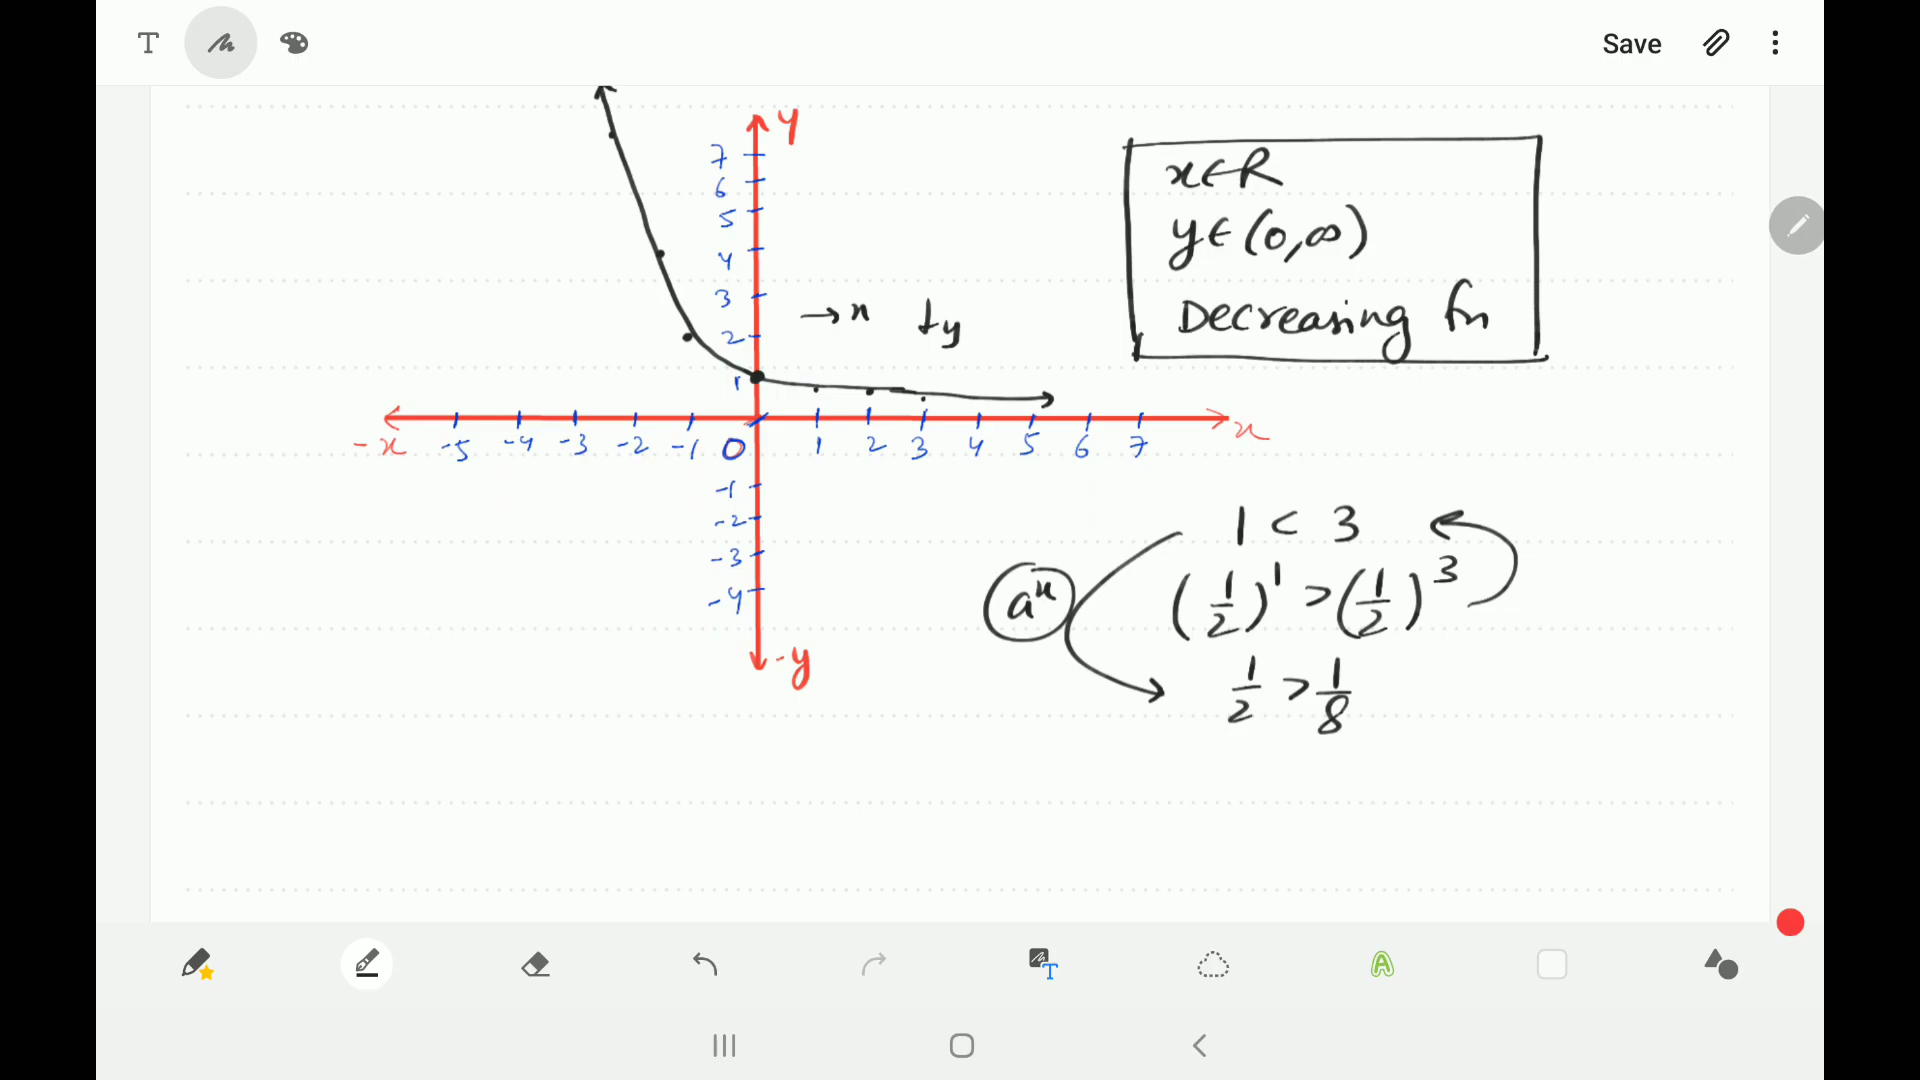 T Save
y
7
6
5
4
3
2
1
x∈R
y∈(0,∞)
Decreasing fn
→x ↓y
-x -5 -4 -3 -2 -1 0 1 2 3 4 5 6 7 x
-1
-2
-3
-4
-y
1 < 3
a^x (1/2)^1 > (1/2)^3
1/2 > 1/8
T A